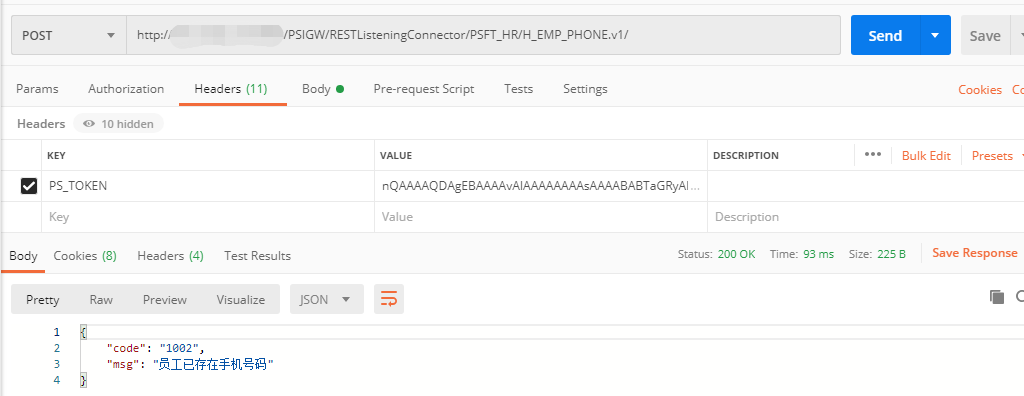 POST http:// /PSIGW/RESTListeningConnector/PSFT_HR/H_EMP_PHONE.v1/ Send Save
Params Authorization Headers (11) Body Pre-request Script Tests Settings Cookies Co
Headers 10 hidden
KEY VALUE DESCRIPTION ••• Bulk Edit Presets
PS_TOKEN nQAAAAQDAgEBAAAAvAIAAAAAAAAsAAAABABTaGRyAI...
Key Value Description
Body Cookies (8) Headers (4) Test Results Status: 200 OK Time: 93 ms Size: 225 B Save Response
Pretty Raw Preview Visualize JSON
1 {
2 "code": "1002",
3 "msg": "员工已存在手机号码"
4 }